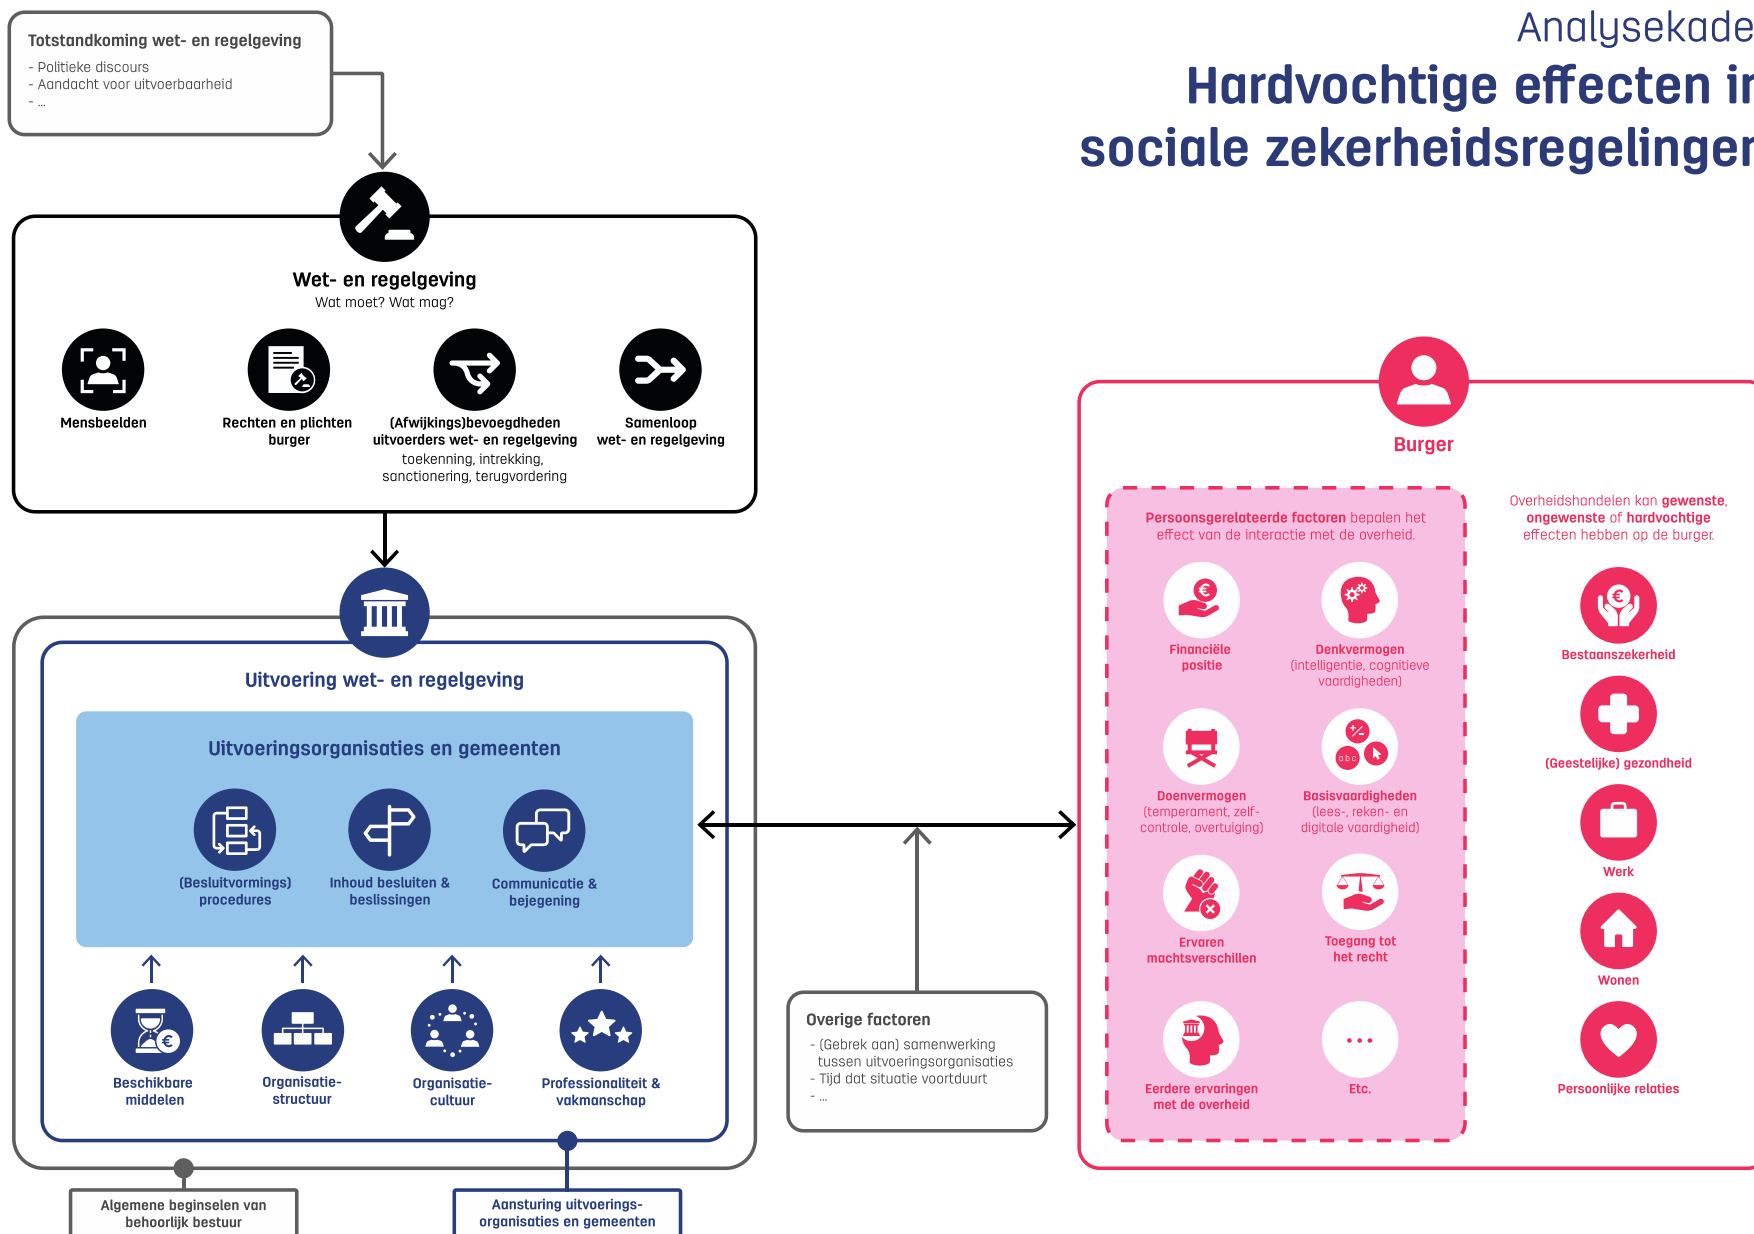 Analysekade
Hardvochtige effecten in
sociale zekerheidsregelingen
Totstandkoming wet- en regelgeving
- Politieke discours
- Aandacht voor uitvoerbaarheid
- ...
Wet- en regelgeving
Wat moet? Wat mag?
Mensbeelden
Rechten en plichten
burger
(Afwijkings)bevoegdheden
uitvoerders wet- en regelgeving
toekenning, intrekking,
sanctionering, terugvordering
Samenloop
wet- en regelgeving
Uitvoering wet- en regelgeving
Uitvoeringsorganisaties en gemeenten
(Besluitvormings)
procedures
Inhoud besluiten &
beslissingen
Communicatie &
bejegening
€
Beschikbare
middelen
Organisatie-
structuur
Organisatie-
cultuur
Professionaliteit &
vakmanschap
Algemene beginselen van
behoorlijk bestuur
Aansturing uitvoerings-
organisaties en gemeenten
Overige factoren
- (Gebrek aan) samenwerking
tussen uitvoeringsorganisaties
- Tijd dat situatie voortduurt
- ...
Burger
Persoonsgerelateerde factoren bepalen het
effect van de interactie met de overheid.
€
Financiële
positie
Denkvermogen
(intelligentie, cognitieve
vaardigheden)
Doenvermogen
(temperament, zelf-
controle, overtuiging)
+/-
abc
Basisvaardigheden
(lees-, reken- en
digitale vaardigheid)
Ervaren
machtsverschillen
Toegang tot
het recht
Eerdere ervaringen
met de overheid
...
Etc.
Overheidshandelen kan gewenste,
ongewenste of hardvochtige
effecten hebben op de burger.
€
Bestaanszekerheid
(Geestelijke) gezondheid
Werk
Wonen
Persoonlijke relaties